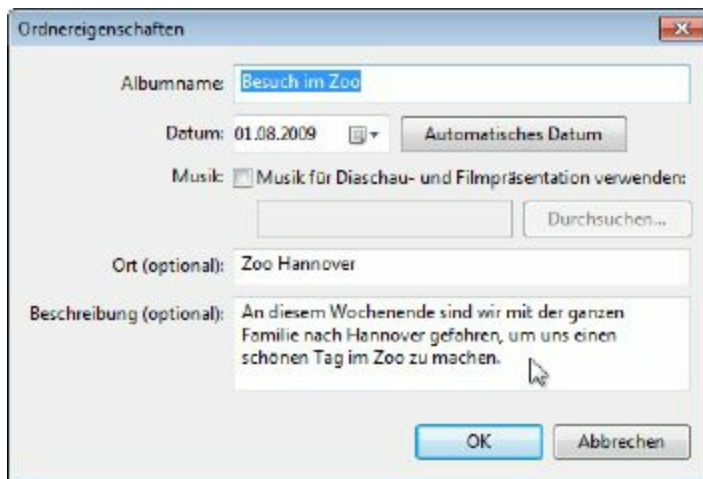 Ordnereigenschaften
Albumname: Besuch im Zoo
Datum: 01.08.2009 Automatisches Datum
Musik: Musik für Diaschau- und Filmpräsentation verwenden:
Durchsuchen...
Ort (optional): Zoo Hannover
Beschreibung (optional): An diesem Wochenende sind wir mit der ganzen
Familie nach Hannover gefahren, um uns einen
schönen Tag im Zoo zu machen.
OK Abbrechen